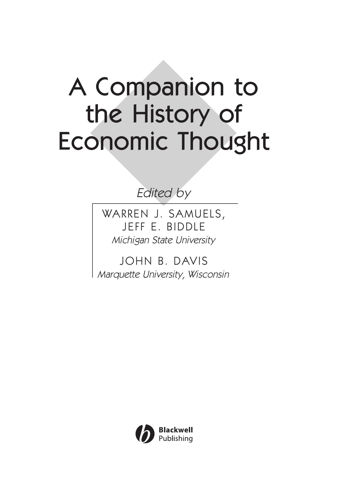 A Companion to
the History of
Economic Thought
Edited by
WARREN J. SAMUELS,
JEFF E. BIDDLE
Michigan State University
JOHN B. DAVIS
Marquette University, Wisconsin
Blackwell
Publishing